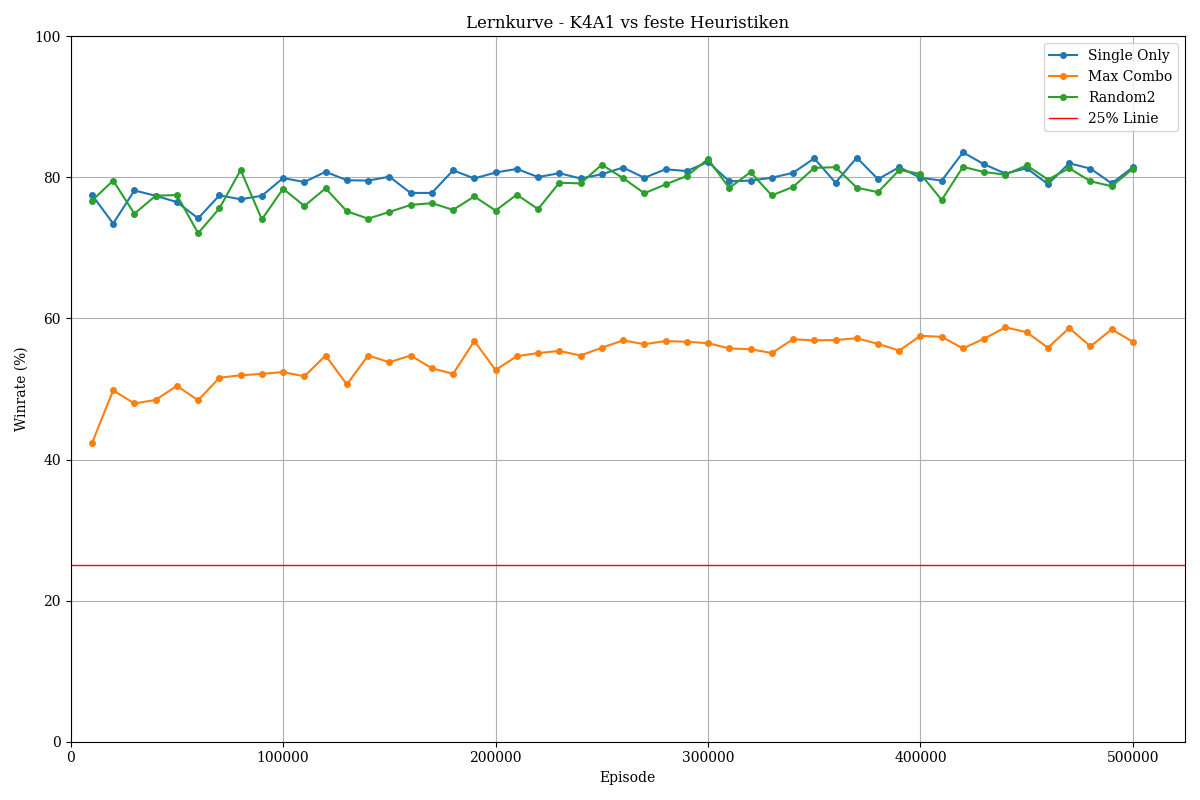 Lernkurve - K4A1 vs feste Heuristiken
Single Only
Max Combo
Random2
25% Linie
Winrate (%)
100
80
60
40
20
0
0 100000 200000 300000 400000 500000
Episode